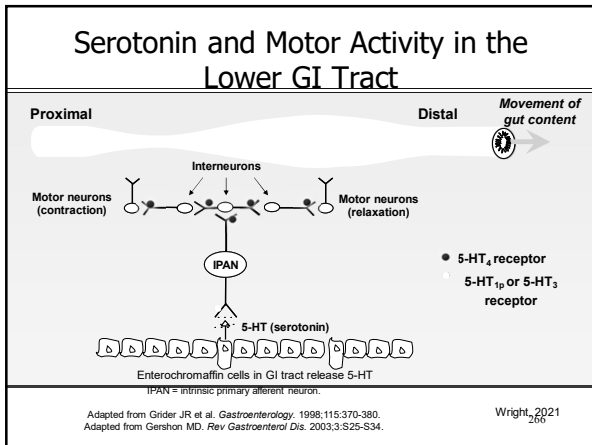 Serotonin and Motor Activity in the
Lower GI Tract
Proximal
Distal
Movement of
gut content
Interneurons
Motor neurons
(contraction)
Motor neurons
(relaxation)
IPAN
5-HT₄ receptor
5-HT₁ₚ or 5-HT₃
receptor
5-HT (serotonin)
Enterochromaffin cells in GI tract release 5-HT
IPAN = intrinsic primary afferent neuron.
Adapted from Grider JR et al. Gastroenterology. 1998;115:370-380.
Adapted from Gershon MD. Rev Gastroenterol Dis. 2003;3:S25-S34.
Wright, 2021
266